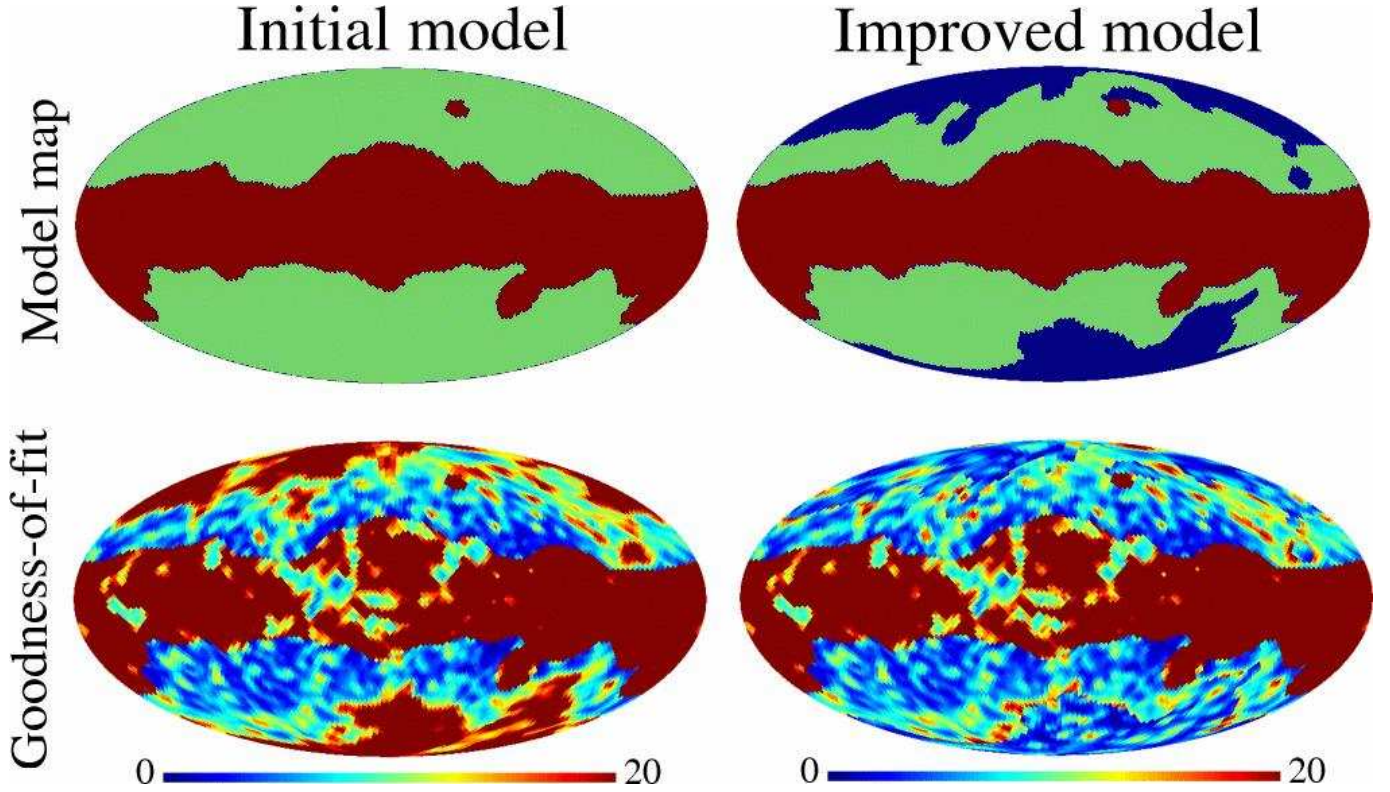 Initial model
Improved model
Model map
Goodness-of-fit
0 20
0 20